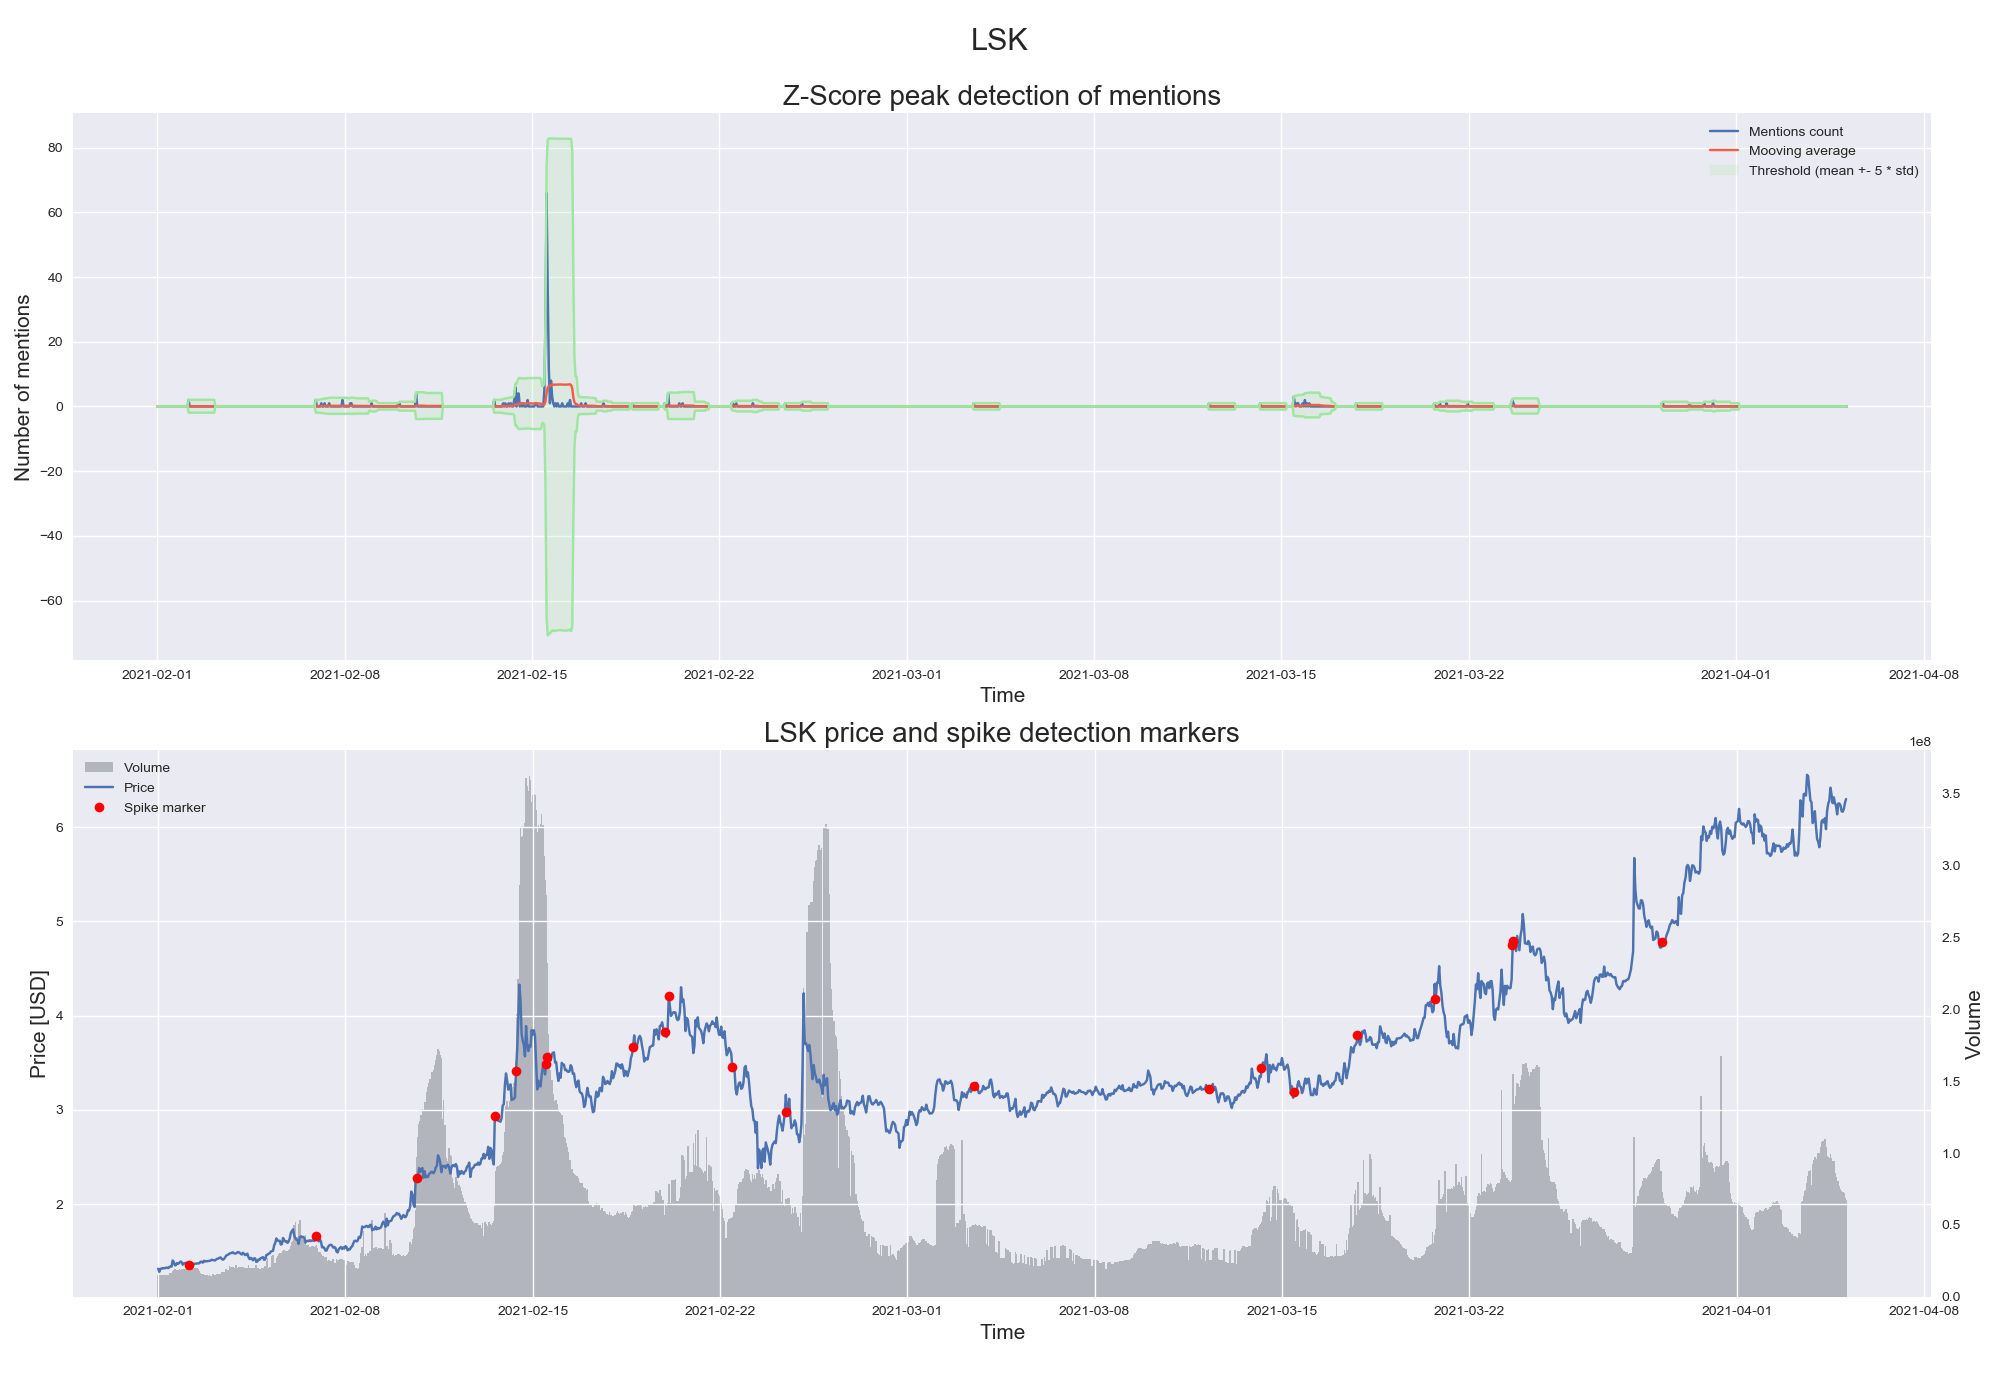 LSK
Z-Score peak detection of mentions
Mentions count
Mooving average
Threshold (mean +- 5 * std)
Number of mentions
80
60
40
20
0
−20
−40
−60
2021-02-01 2021-02-08 2021-02-15 2021-02-22 2021-03-01 2021-03-08 2021-03-15 2021-03-22 2021-04-01 2021-04-08
Time
LSK price and spike detection markers
1e8
Volume
Price
Spike marker
Price [USD]
6
5
4
3
2
3.5
3.0
2.5
2.0
1.5
1.0
0.5
0.0
Volume
2021-02-01 2021-02-08 2021-02-15 2021-02-22 2021-03-01 2021-03-08 2021-03-15 2021-03-22 2021-04-01 2021-04-08
Time